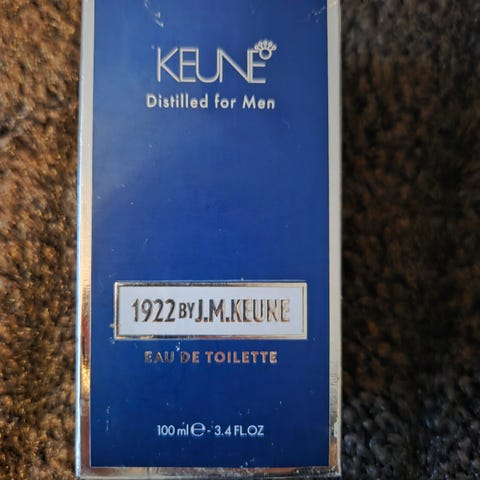 KEUNE
Distilled for Men
1922 BY J.M.KEUNE
EAU DE TOILETTE
100 ml ℮ - 3.4 FL.OZ